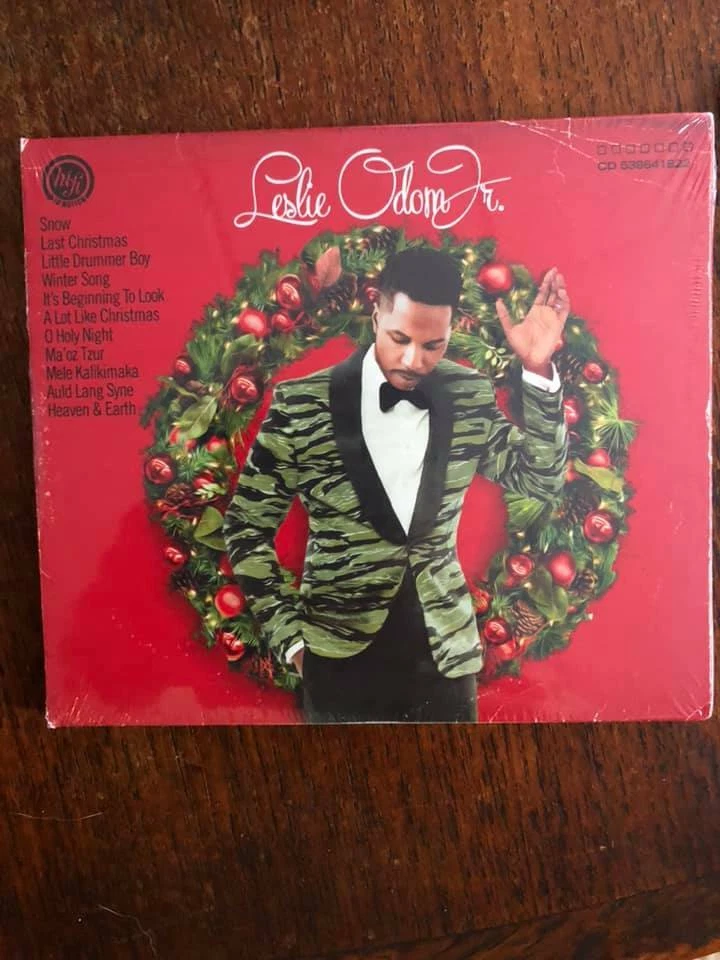 Leslie Odom Jr.
CD 538641822
Snow
Last Christmas
Little Drummer Boy
Winter Song
It's Beginning To Look
A Lot Like Christmas
O Holy Night
Ma'oz Tzur
Mele Kalikimaka
Auld Lang Syne
Heaven & Earth